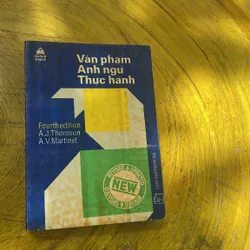 Văn phạm
Anh ngữ
Thực hành
Fourth edition
A.J.Thomson
A.V.Martinet
NEW